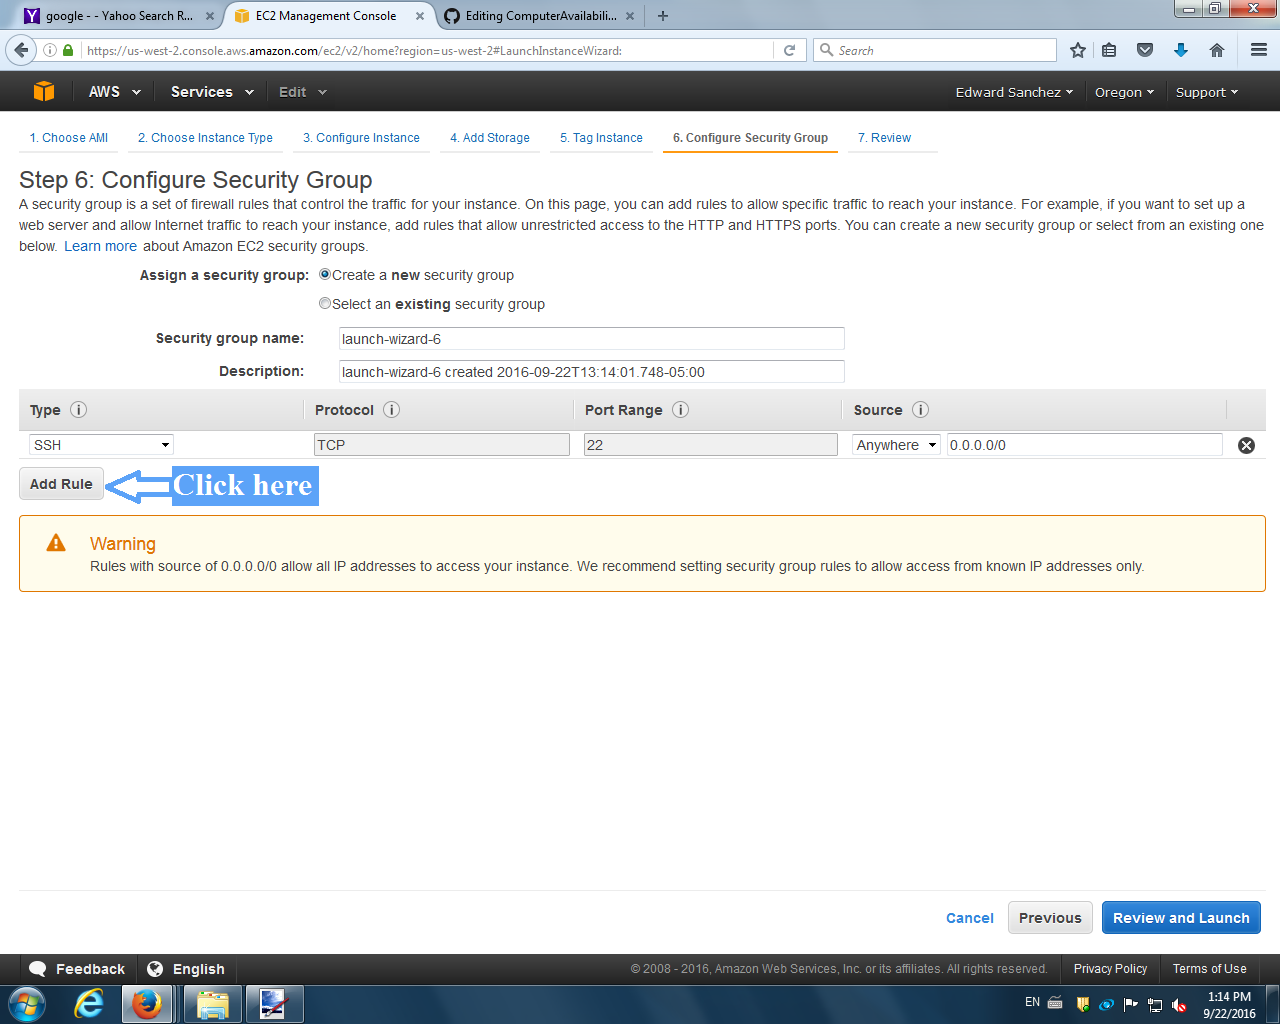 google - - Yahoo Search R...
EC2 Management Console
Editing ComputerAvailabili...
https://us-west-2.console.aws.amazon.com/ec2/v2/home?region=us-west-2#LaunchInstanceWizard:
Search
AWS
Services
Edit
Edward Sanchez
Oregon
Support
1. Choose AMI
2. Choose Instance Type
3. Configure Instance
4. Add Storage
5. Tag Instance
6. Configure Security Group
7. Review
Step 6: Configure Security Group
A security group is a set of firewall rules that control the traffic for your instance. On this page, you can add rules to allow specific traffic to reach your instance. For example, if you want to set up a
web server and allow Internet traffic to reach your instance, add rules that allow unrestricted access to the HTTP and HTTPS ports. You can create a new security group or select from an existing one
below. Learn more about Amazon EC2 security groups.
Assign a security group: Create a new security group
Select an existing security group
Security group name: launch-wizard-6
Description: launch-wizard-6 created 2016-09-22T13:14:01.748-05:00
Type i Protocol i Port Range i Source i
SSH TCP 22 Anywhere 0.0.0.0/0
Add Rule Click here
Warning
Rules with source of 0.0.0.0/0 allow all IP addresses to access your instance. We recommend setting security group rules to allow access from known IP addresses only.
Cancel Previous Review and Launch
Feedback English © 2008 - 2016, Amazon Web Services, Inc. or its affiliates. All rights reserved. Privacy Policy Terms of Use
EN 1:14 PM
9/22/2016